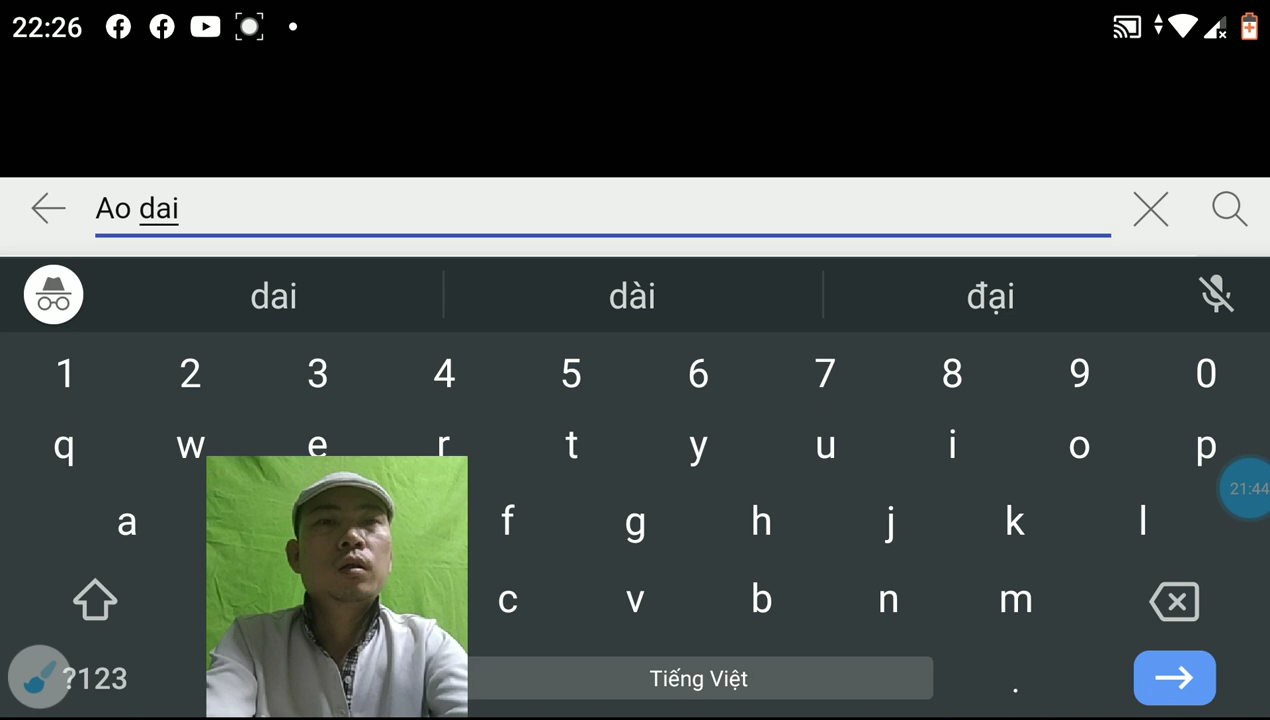 22:26
Ao dai
dai dài đại
1 2 3 4 5 6 7 8 9 0
q w e r t y u i o p
21:44
a f g h j k l
c v b n m
?123 Tiếng Việt .